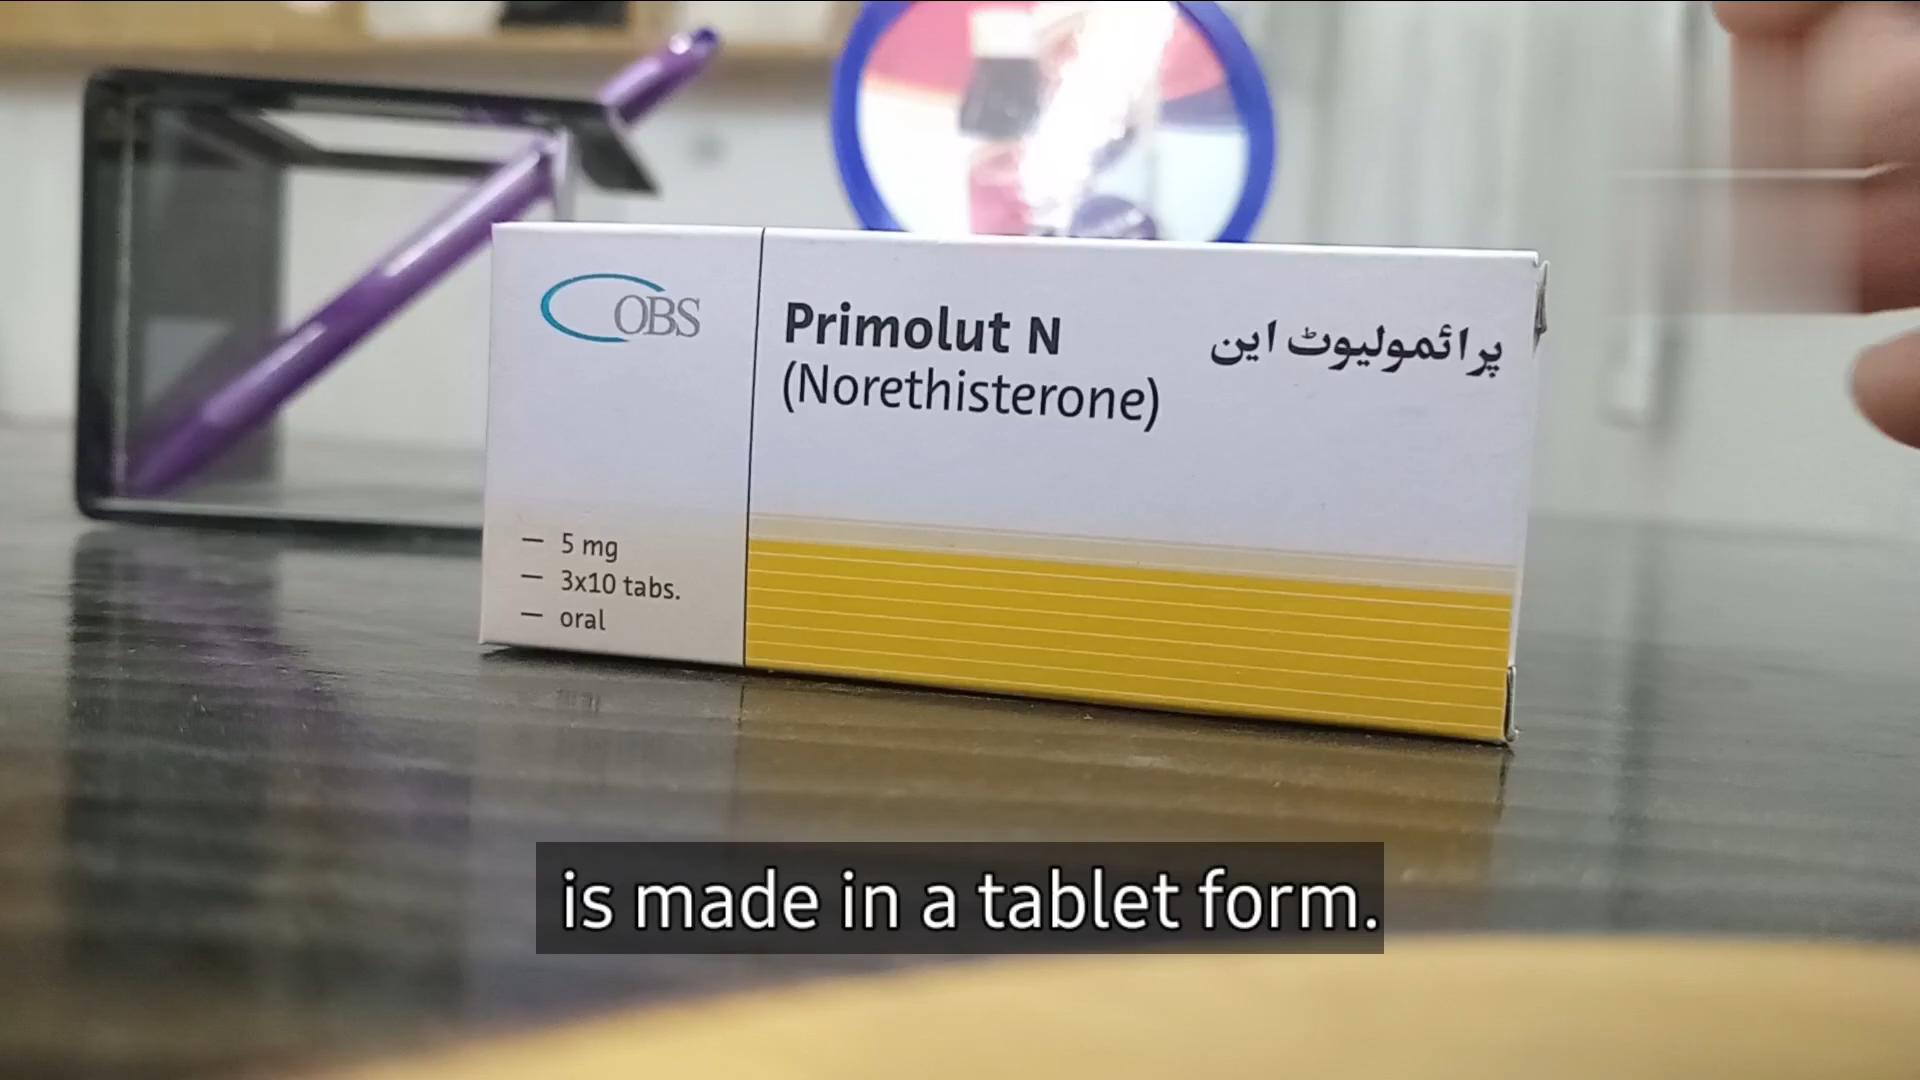 OBS
Primolut N
(Norethisterone)
پرائمولیوٹ این
— 5 mg
— 3x10 tabs.
— oral
is made in a tablet form.